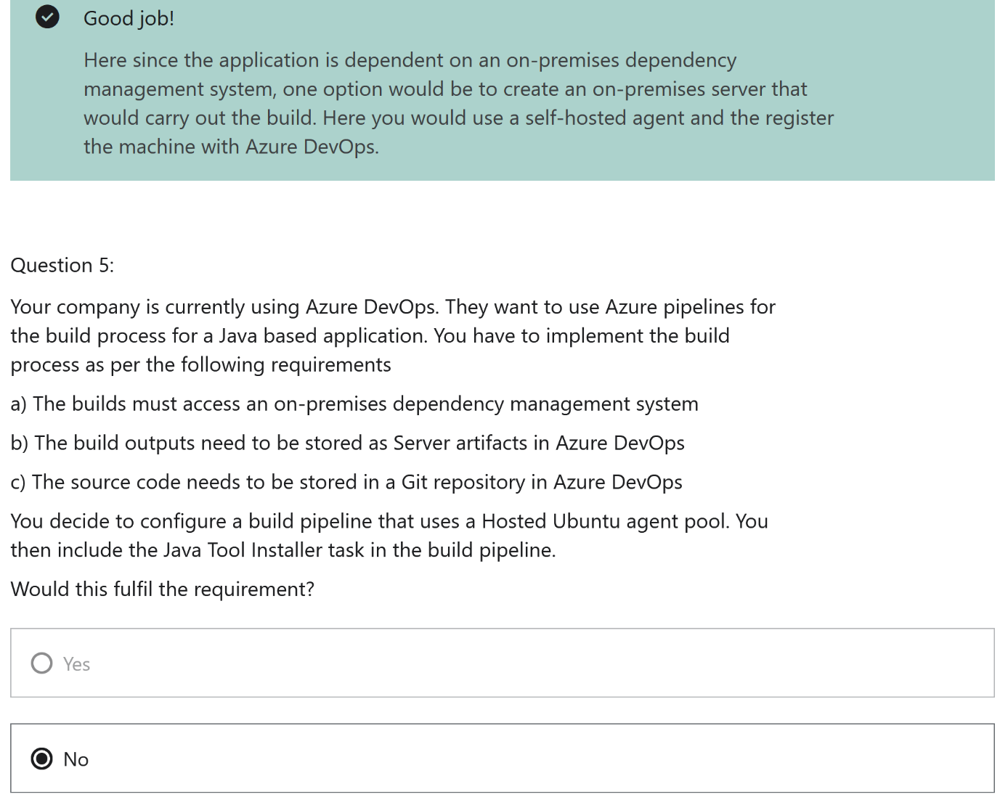 Good job!
Here since the application is dependent on an on-premises dependency
management system, one option would be to create an on-premises server that
would carry out the build. Here you would use a self-hosted agent and the register
the machine with Azure DevOps.
Question 5:
Your company is currently using Azure DevOps. They want to use Azure pipelines for
the build process for a Java based application. You have to implement the build
process as per the following requirements
a) The builds must access an on-premises dependency management system
b) The build outputs need to be stored as Server artifacts in Azure DevOps
c) The source code needs to be stored in a Git repository in Azure DevOps
You decide to configure a build pipeline that uses a Hosted Ubuntu agent pool. You
then include the Java Tool Installer task in the build pipeline.
Would this fulfil the requirement?
Yes
No